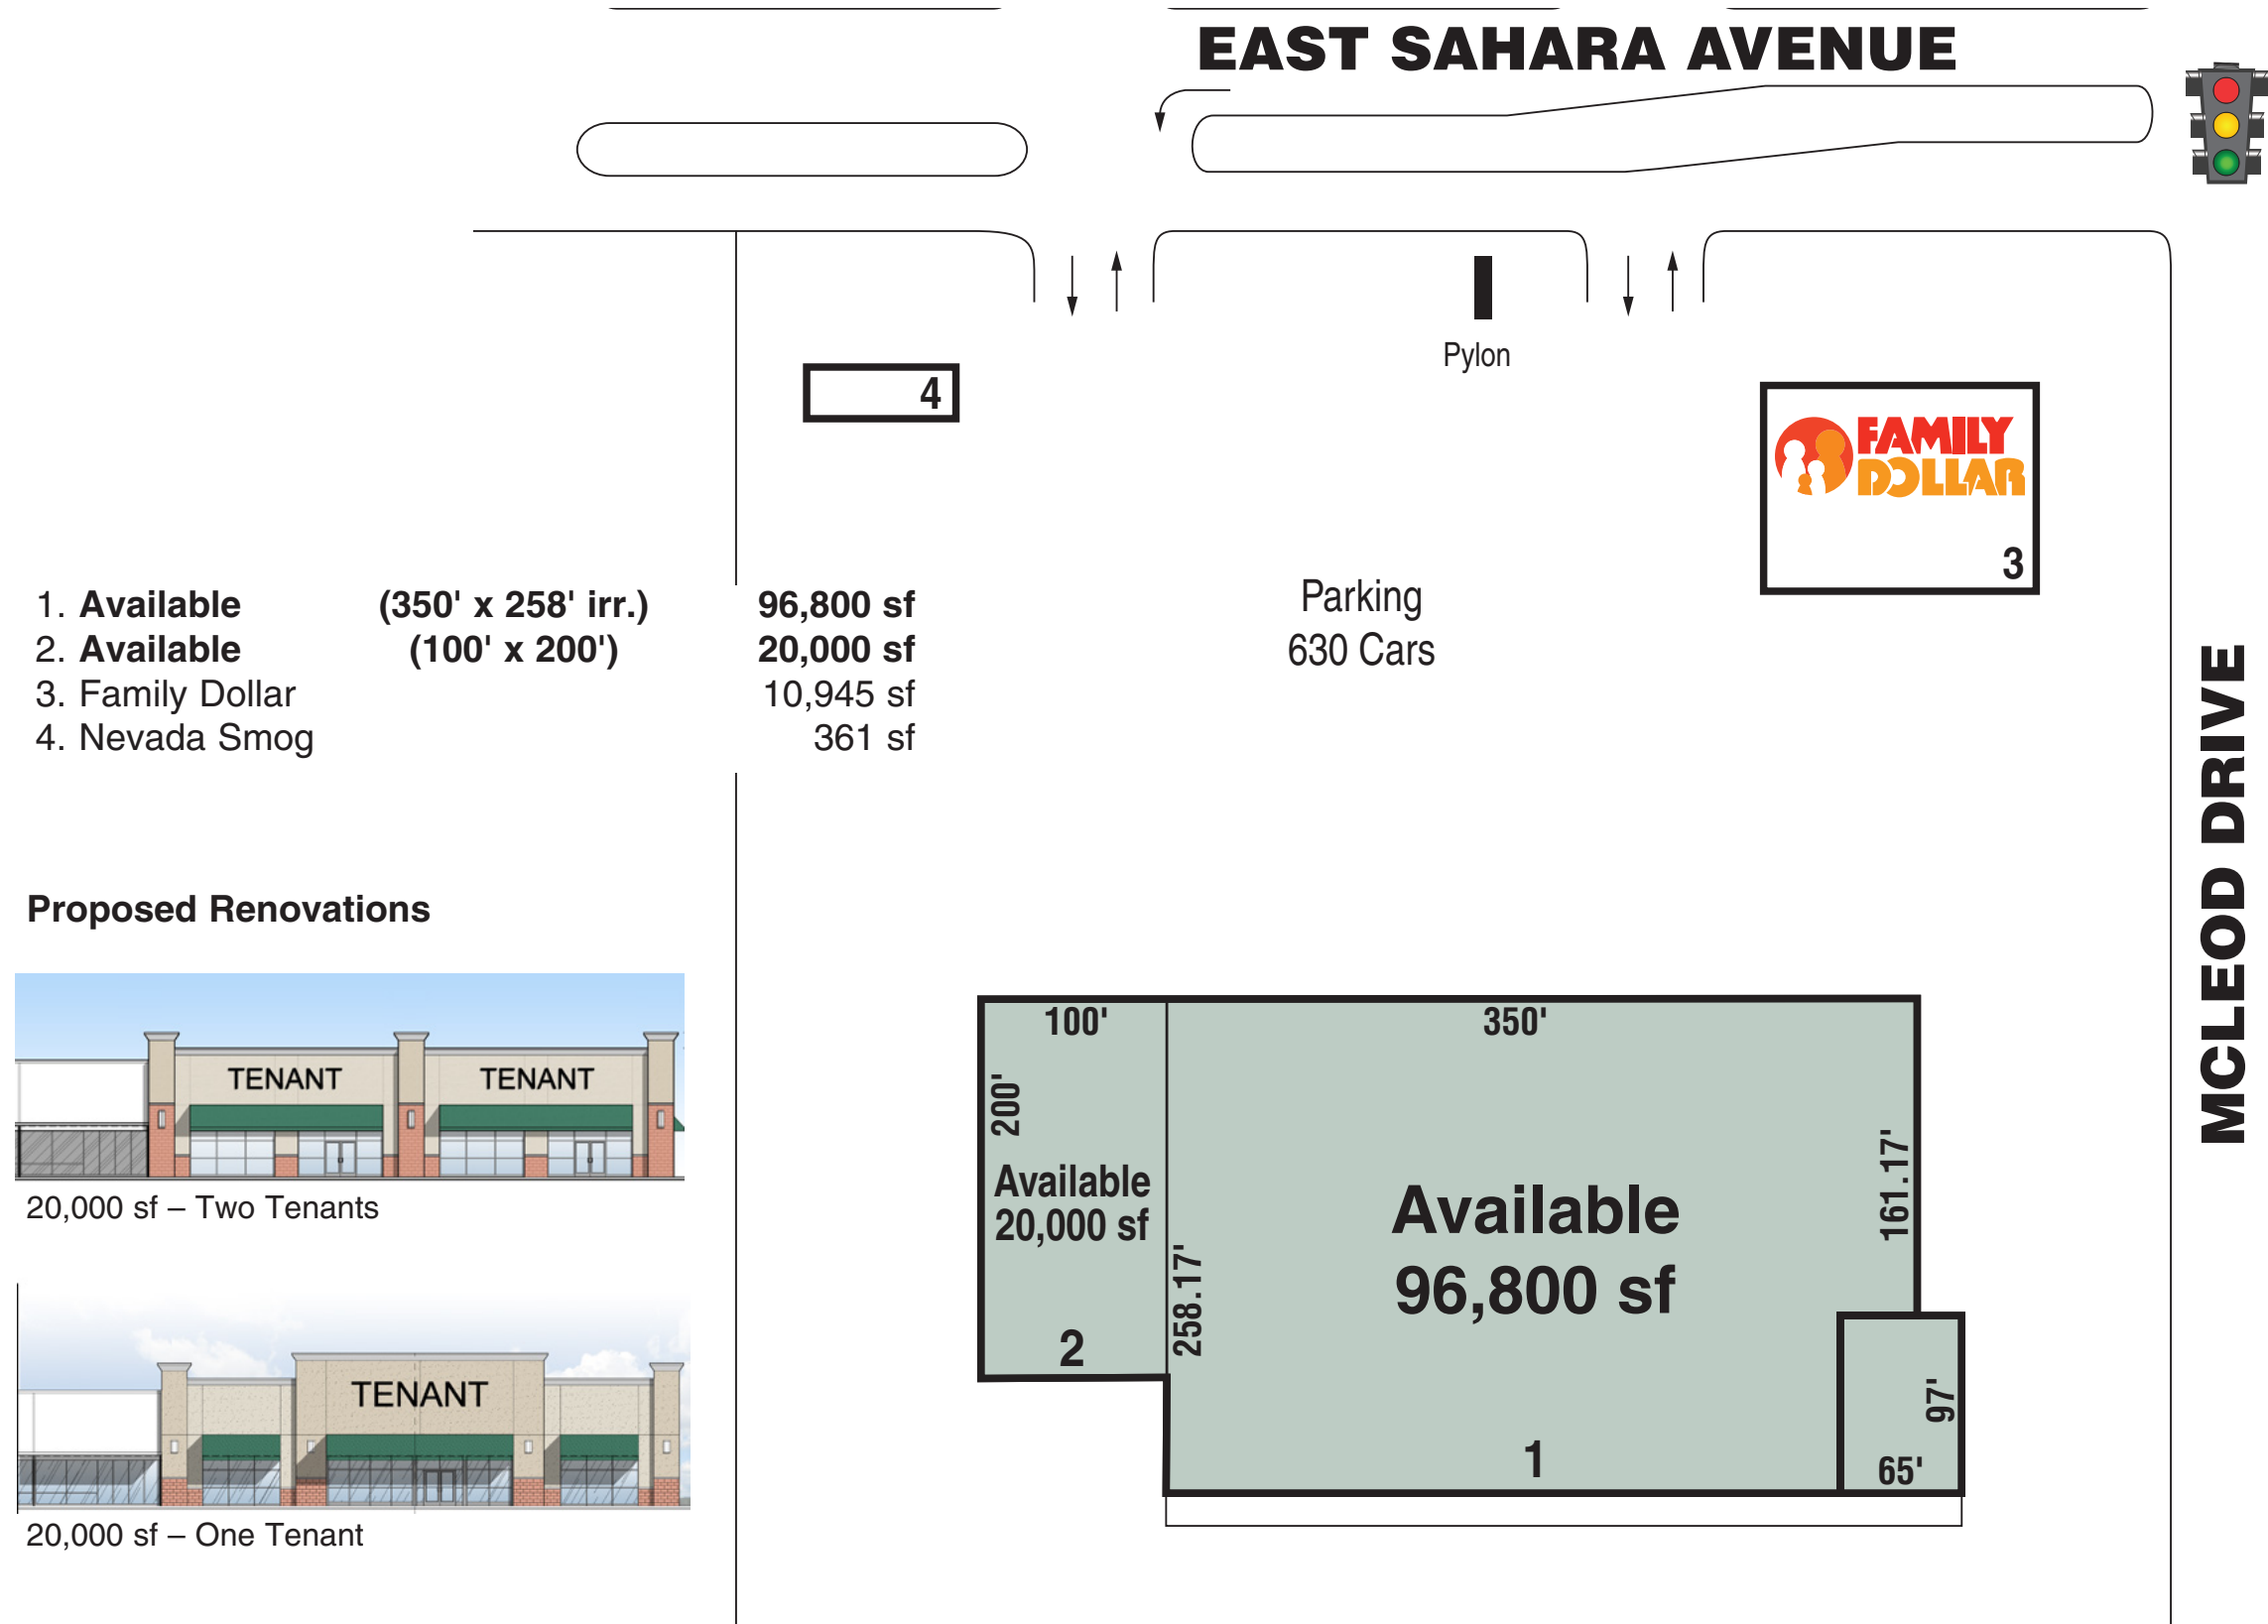 EAST SAHARA AVENUE
Pylon
4
FAMILY
DOLLAR
3
1. Available (350' x 258' irr.) 96,800 sf
2. Available (100' x 200') 20,000 sf
3. Family Dollar 10,945 sf
4. Nevada Smog 361 sf
Parking
630 Cars
MCLEOD DRIVE
Proposed Renovations
TENANT TENANT
20,000 sf – Two Tenants
TENANT
20,000 sf – One Tenant
100'
350'
200'
Available
20,000 sf
2
258.17'
161.17'
Available
96,800 sf
1
97'
65'